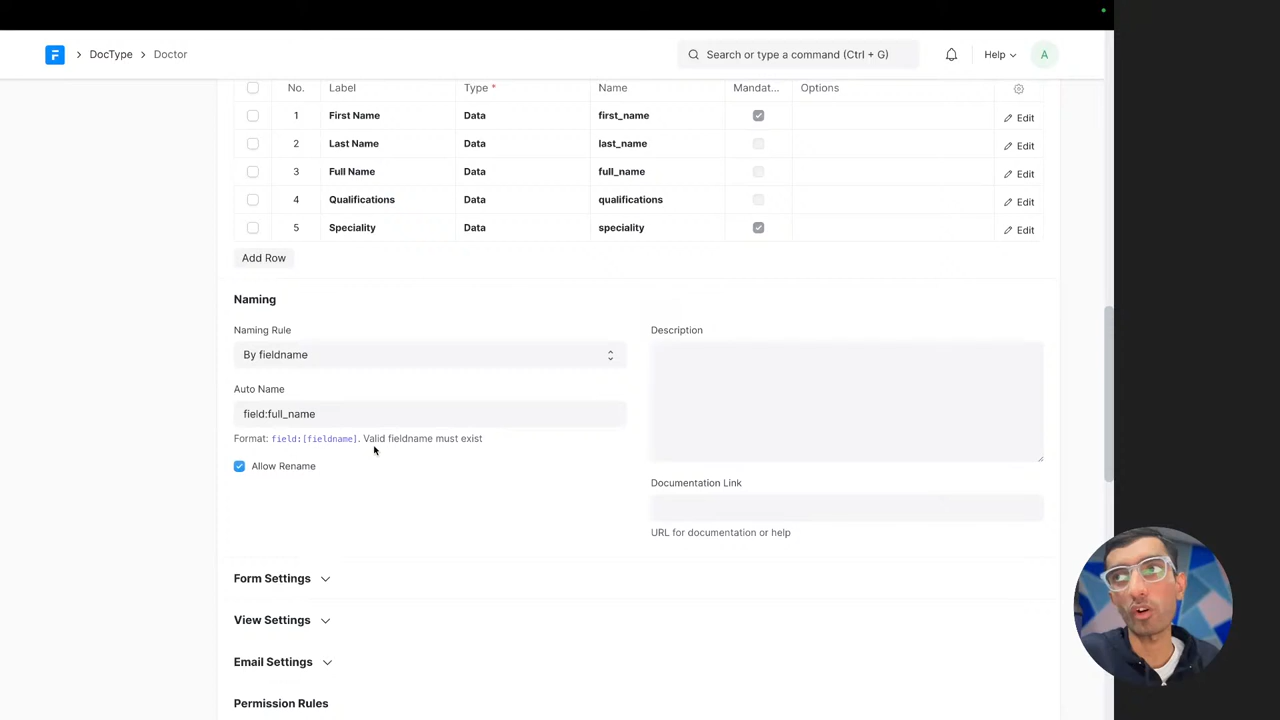 DocType > Doctor Search or type a command (Ctrl + G) Help A
No. Label Type * Name Mandat... Options
1 First Name Data first_name Edit
2 Last Name Data last_name Edit
3 Full Name Data full_name Edit
4 Qualifications Data qualifications Edit
5 Speciality Data speciality Edit
Add Row
Naming
Naming Rule
By fieldname
Auto Name
field:full_name
Format: field:[fieldname]. Valid fieldname must exist
Allow Rename
Description
Documentation Link
URL for documentation or help
Form Settings
View Settings
Email Settings
Permission Rules